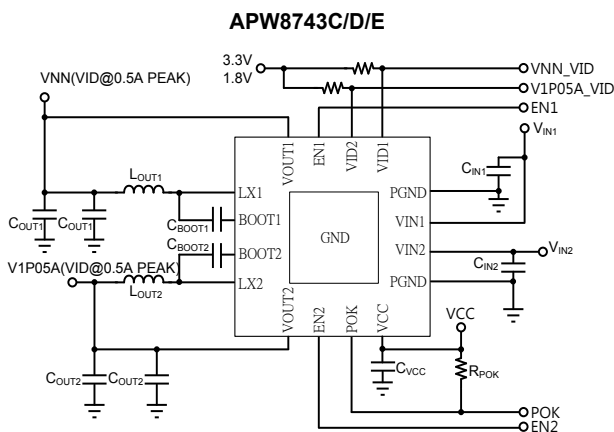 APW8743C/D/E
3.3V
1.8V
VNN_VID
V1P05A_VID
EN1
VIN1
VNN(VID@0.5A PEAK)
VOUT1
EN1
VID2
VID1
LOUT1
COUT1
COUT1
CBOOT1
CBOOT2
LX1
BOOT1
BOOT2
LX2
GND
PGND
VIN1
VIN2
PGND
CIN1
VIN2
CIN2
V1P05A(VID@0.5A PEAK)
LOUT2
VOUT2
EN2
POK
VCC
VCC
COUT2
COUT2
CVCC
RPOK
POK
EN2